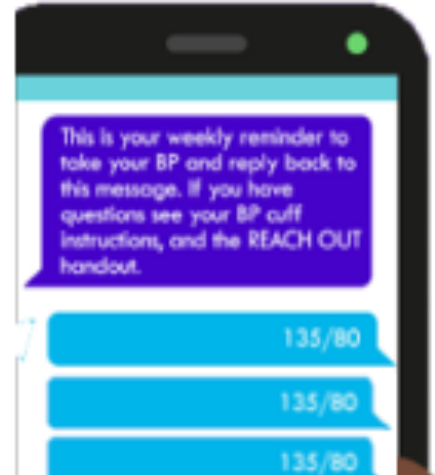 This is your weekly reminder to
take your BP and reply back to
this message. If you have
questions see your BP cuff
instructions, and the REACH OUT
handout.
135/80
135/80
135/80